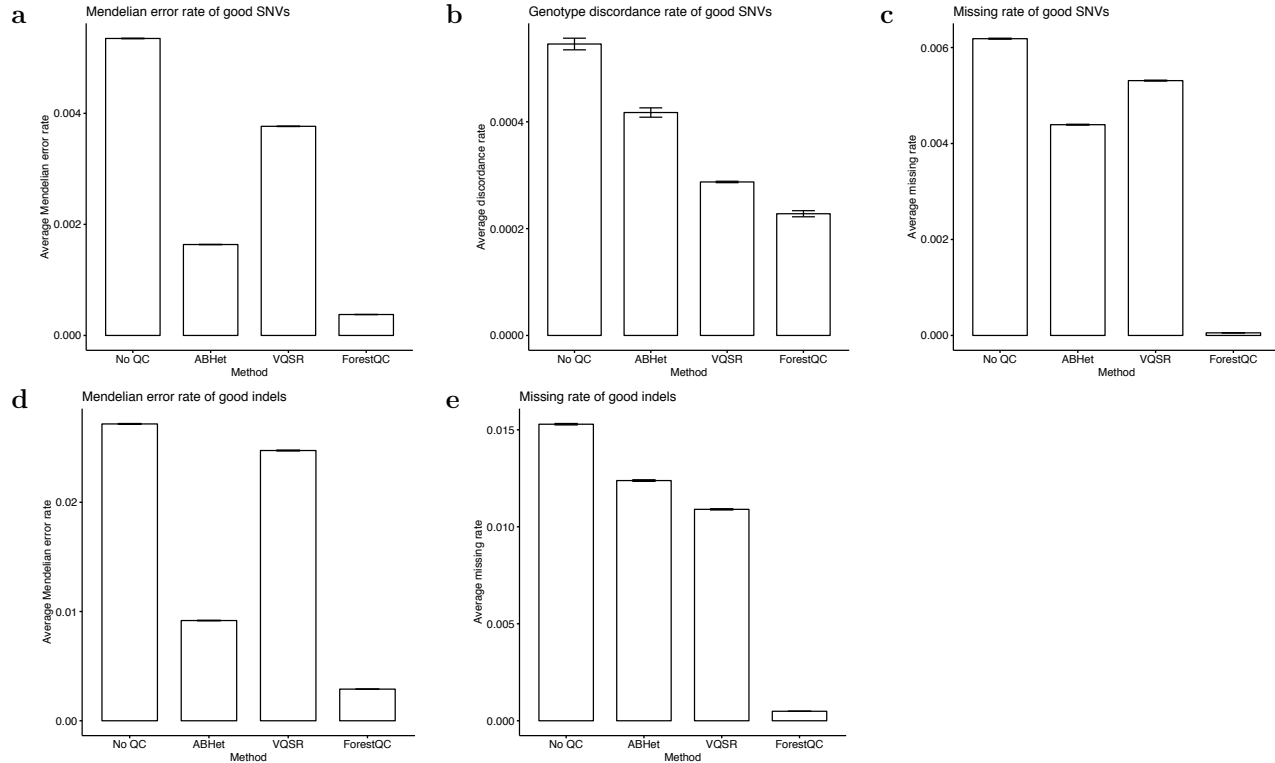 a
Mendelian error rate of good SNVs
Average Mendelian error rate
0.004
0.002
0.000
No QC ABHet VQSR ForestQC
Method
b
Genotype discordance rate of good SNVs
Average discordance rate
0.0004
0.0002
0.0000
No QC ABHet VQSR ForestQC
Method
c
Missing rate of good SNVs
Average missing rate
0.006
0.004
0.002
0.000
No QC ABHet VQSR ForestQC
Method
d
Mendelian error rate of good indels
Average Mendelian error rate
0.02
0.01
0.00
No QC ABHet VQSR ForestQC
Method
e
Missing rate of good indels
Average missing rate
0.015
0.010
0.005
0.000
No QC ABHet VQSR ForestQC
Method